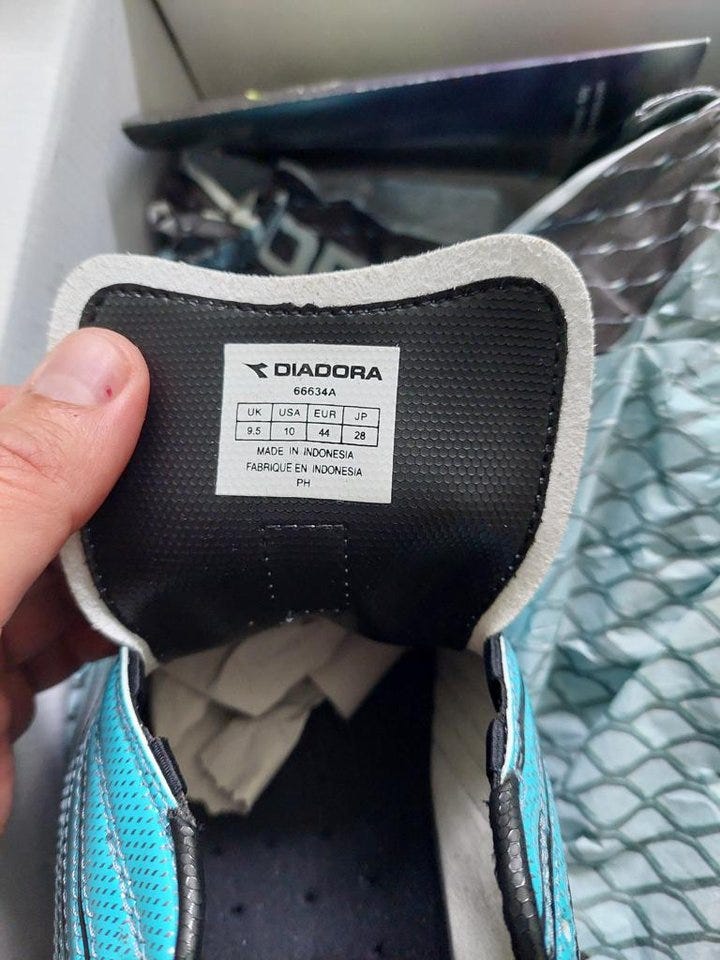 DIADORA
66634A
UK USA EUR JP
9.5 10 44 28
MADE IN INDONESIA
FABRIQUE EN INDONESIA
PH